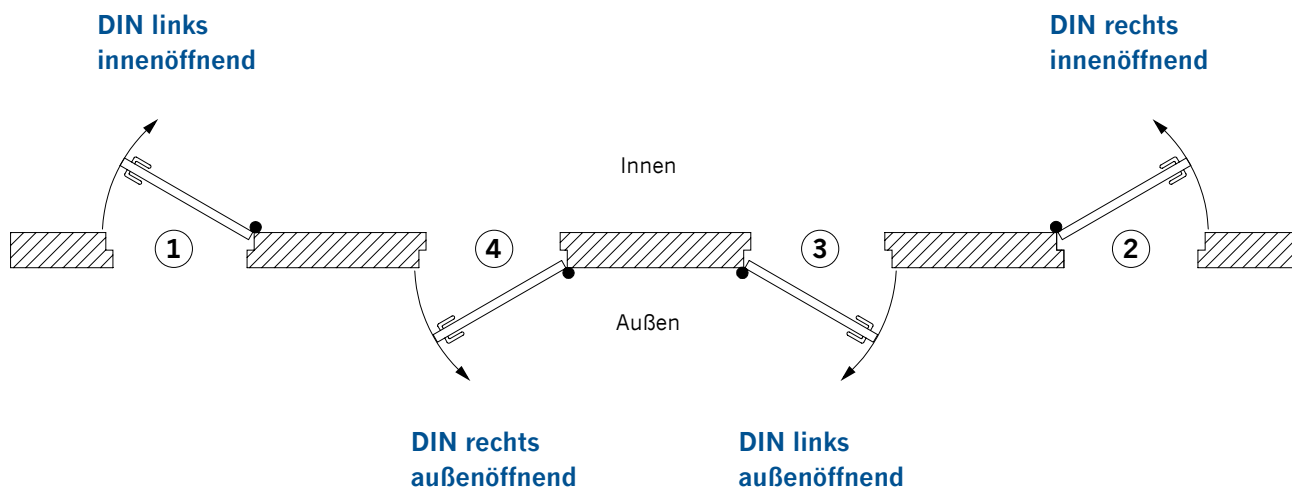 DIN links
innenöffnend
DIN rechts
innenöffnend
Innen
1
4
3
2
Außen
DIN rechts
außenöffnend
DIN links
außenöffnend